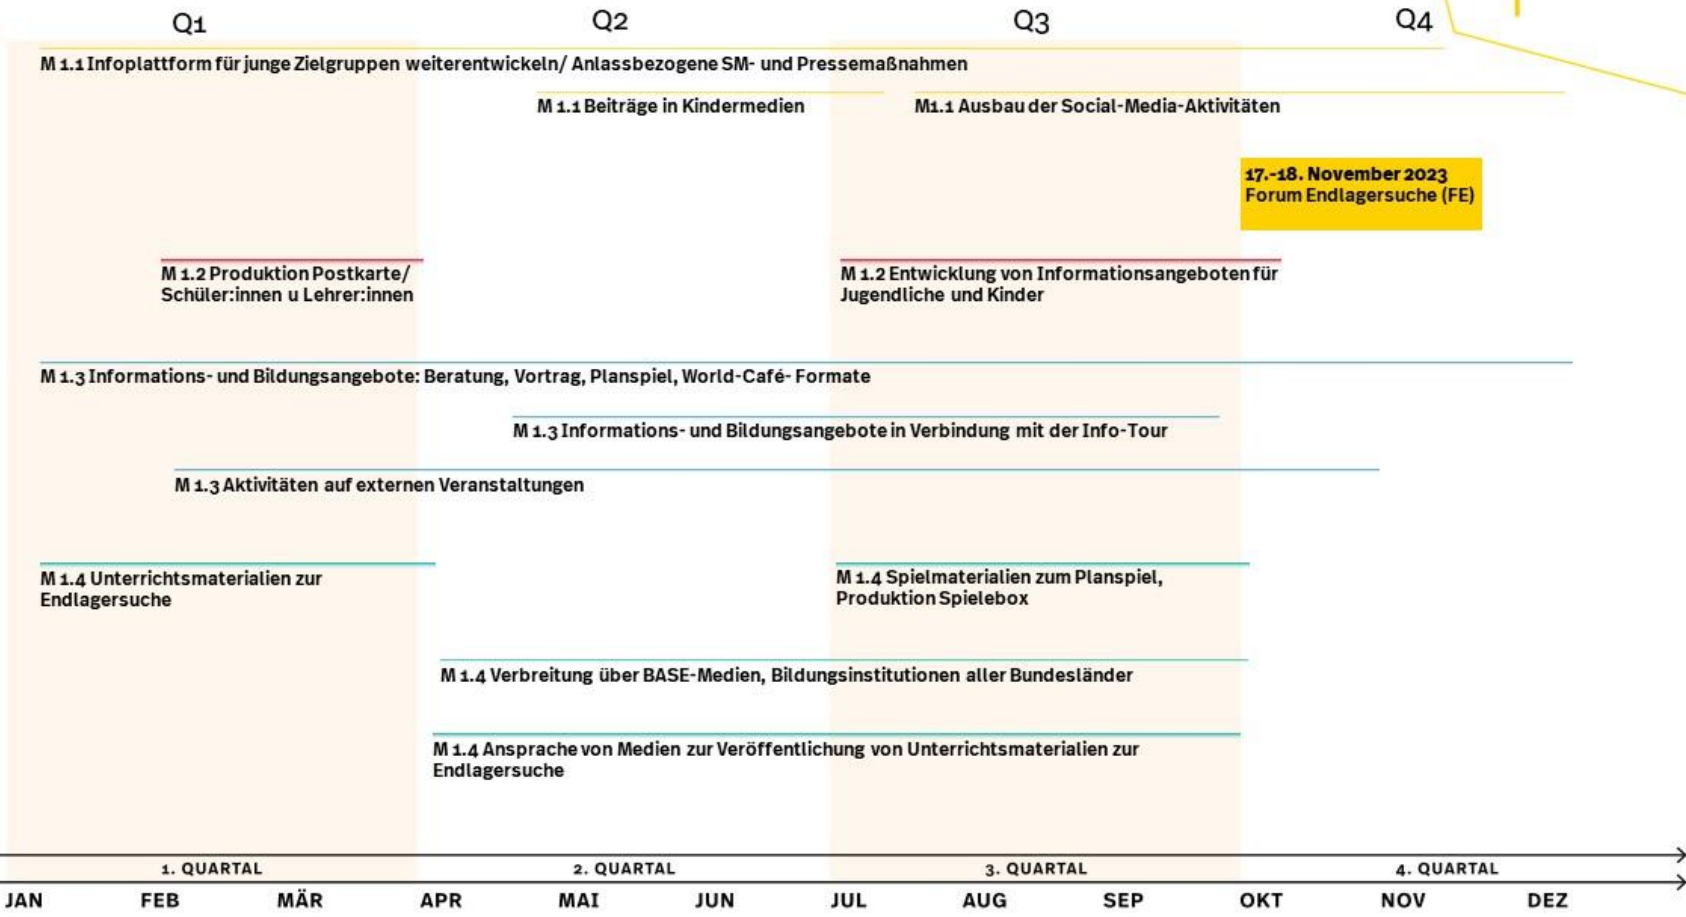 Q1 Q2 Q3 Q4
M 1.1 Infoplattform für junge Zielgruppen weiterentwickeln/ Anlassbezogene SM- und Pressemaßnahmen
M 1.1 Beiträge in Kindermedien
M1.1 Ausbau der Social-Media-Aktivitäten
17.-18. November 2023
Forum Endlagersuche (FE)
M 1.2 Produktion Postkarte/
Schüler:innen u Lehrer:innen
M 1.2 Entwicklung von Informationsangeboten für
Jugendliche und Kinder
M 1.3 Informations- und Bildungsangebote: Beratung, Vortrag, Planspiel, World-Café- Formate
M 1.3 Informations- und Bildungsangebote in Verbindung mit der Info-Tour
M 1.3 Aktivitäten auf externen Veranstaltungen
M 1.4 Unterrichtsmaterialien zur
Endlagersuche
M 1.4 Spielmaterialien zum Planspiel,
Produktion Spielebox
M 1.4 Verbreitung über BASE-Medien, Bildungsinstitutionen aller Bundesländer
M 1.4 Ansprache von Medien zur Veröffentlichung von Unterrichtsmaterialien zur
Endlagersuche
1. QUARTAL 2. QUARTAL 3. QUARTAL 4. QUARTAL
JAN FEB MÄR APR MAI JUN JUL AUG SEP OKT NOV DEZ